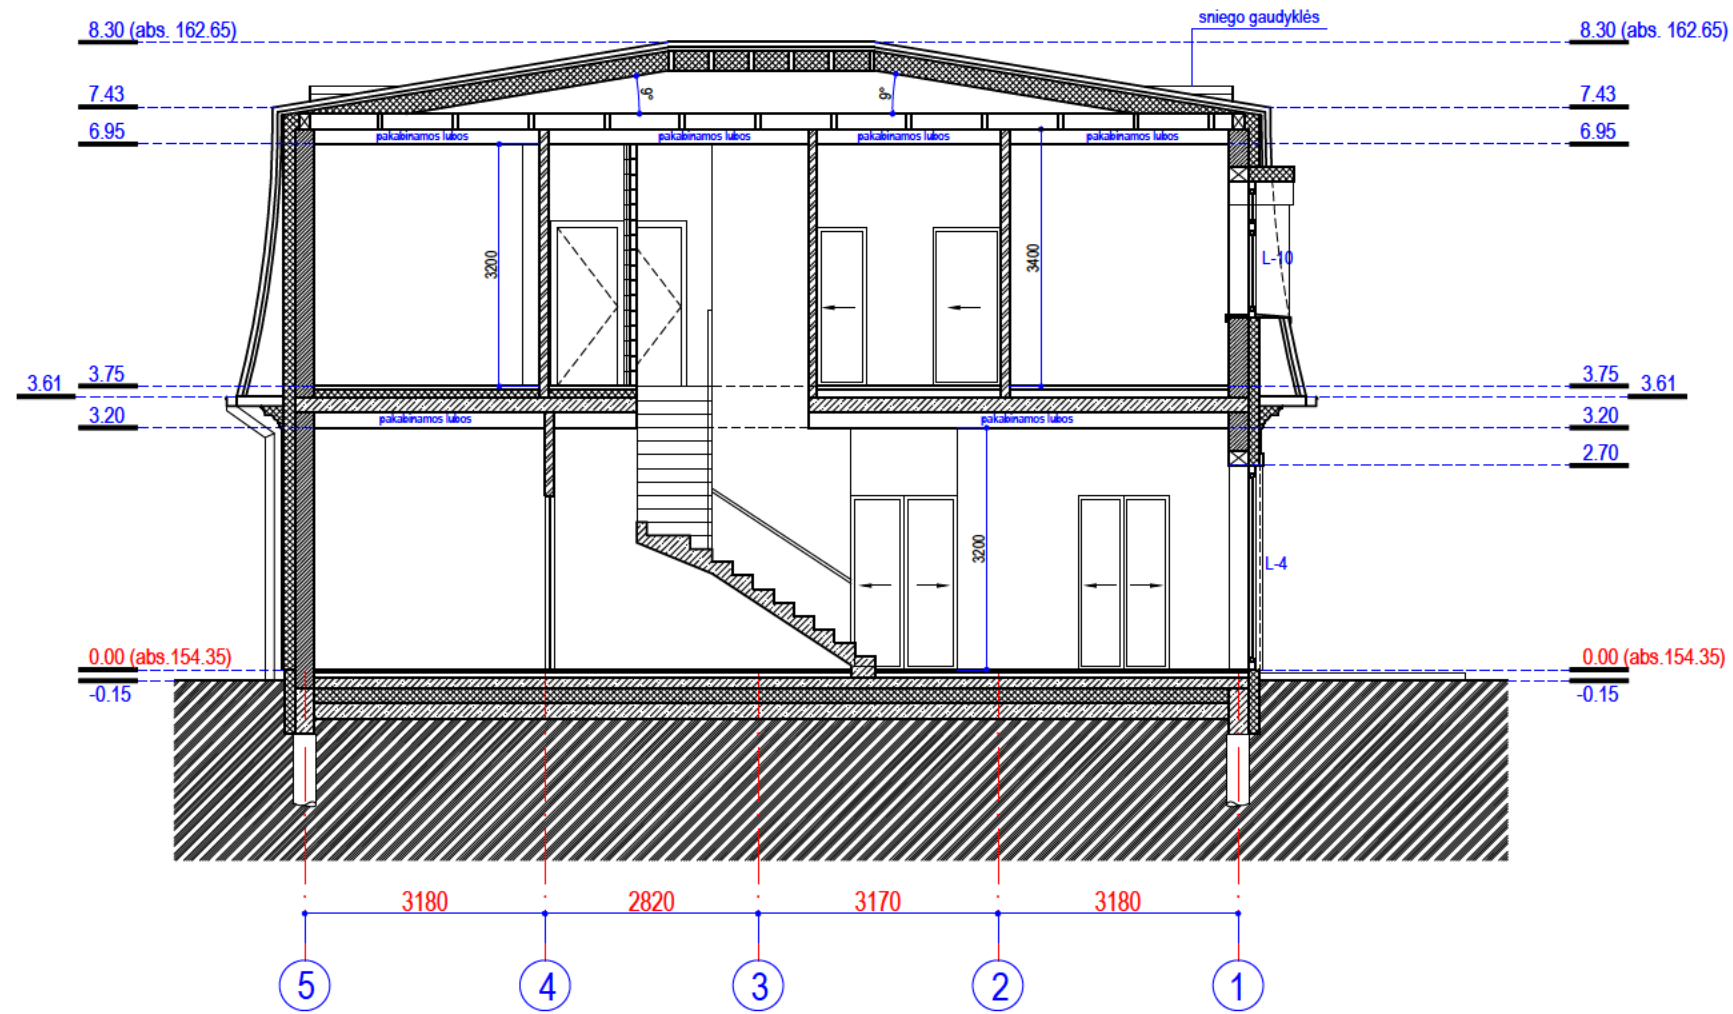 sniego gaudyklės
8.30 (abs. 162.65)
8.30 (abs. 162.65)
7.43
7.43
9°
9°
6.95
6.95
pakabinamos lubos
pakabinamos lubos
pakabinamos lubos
pakabinamos lubos
3200
3400
L-10
3.61
3.75
3.75
3.61
3.20
3.20
pakabinamos lubos
pakabinamos lubos
2.70
3200
L-4
0.00 (abs.154.35)
0.00 (abs.154.35)
-0.15
-0.15
3180
2820
3170
3180
5
4
3
2
1